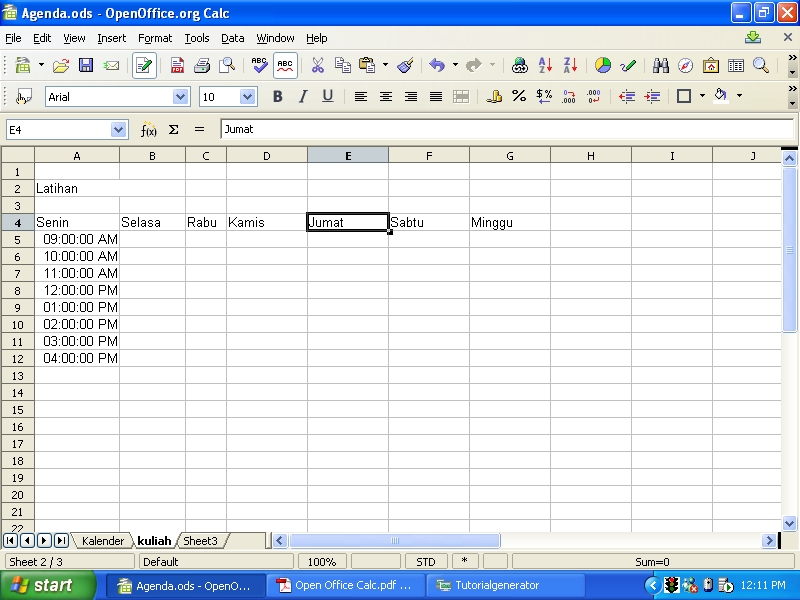 Agenda.ods - OpenOffice.org Calc
File Edit View Insert Format Tools Data Window Help
ABC ABC
Arial 10 B I U
E4 f(x) Σ = Jumat
A B C D E F G H I J
1
2 Latihan
3
4 Senin Selasa Rabu Kamis Jumat Sabtu Minggu
5 09:00:00 AM
6 10:00:00 AM
7 11:00:00 AM
8 12:00:00 PM
9 01:00:00 PM
10 02:00:00 PM
11 03:00:00 PM
12 04:00:00 PM
13
14
15
16
17
18
19
20
21
22
Kalender kuliah Sheet3
Sheet 2 / 3 Default 100% STD * Sum=0
start Agenda.ods - OpenO... Open Office Calc.pdf ... Tutorialgenerator 12:11 PM